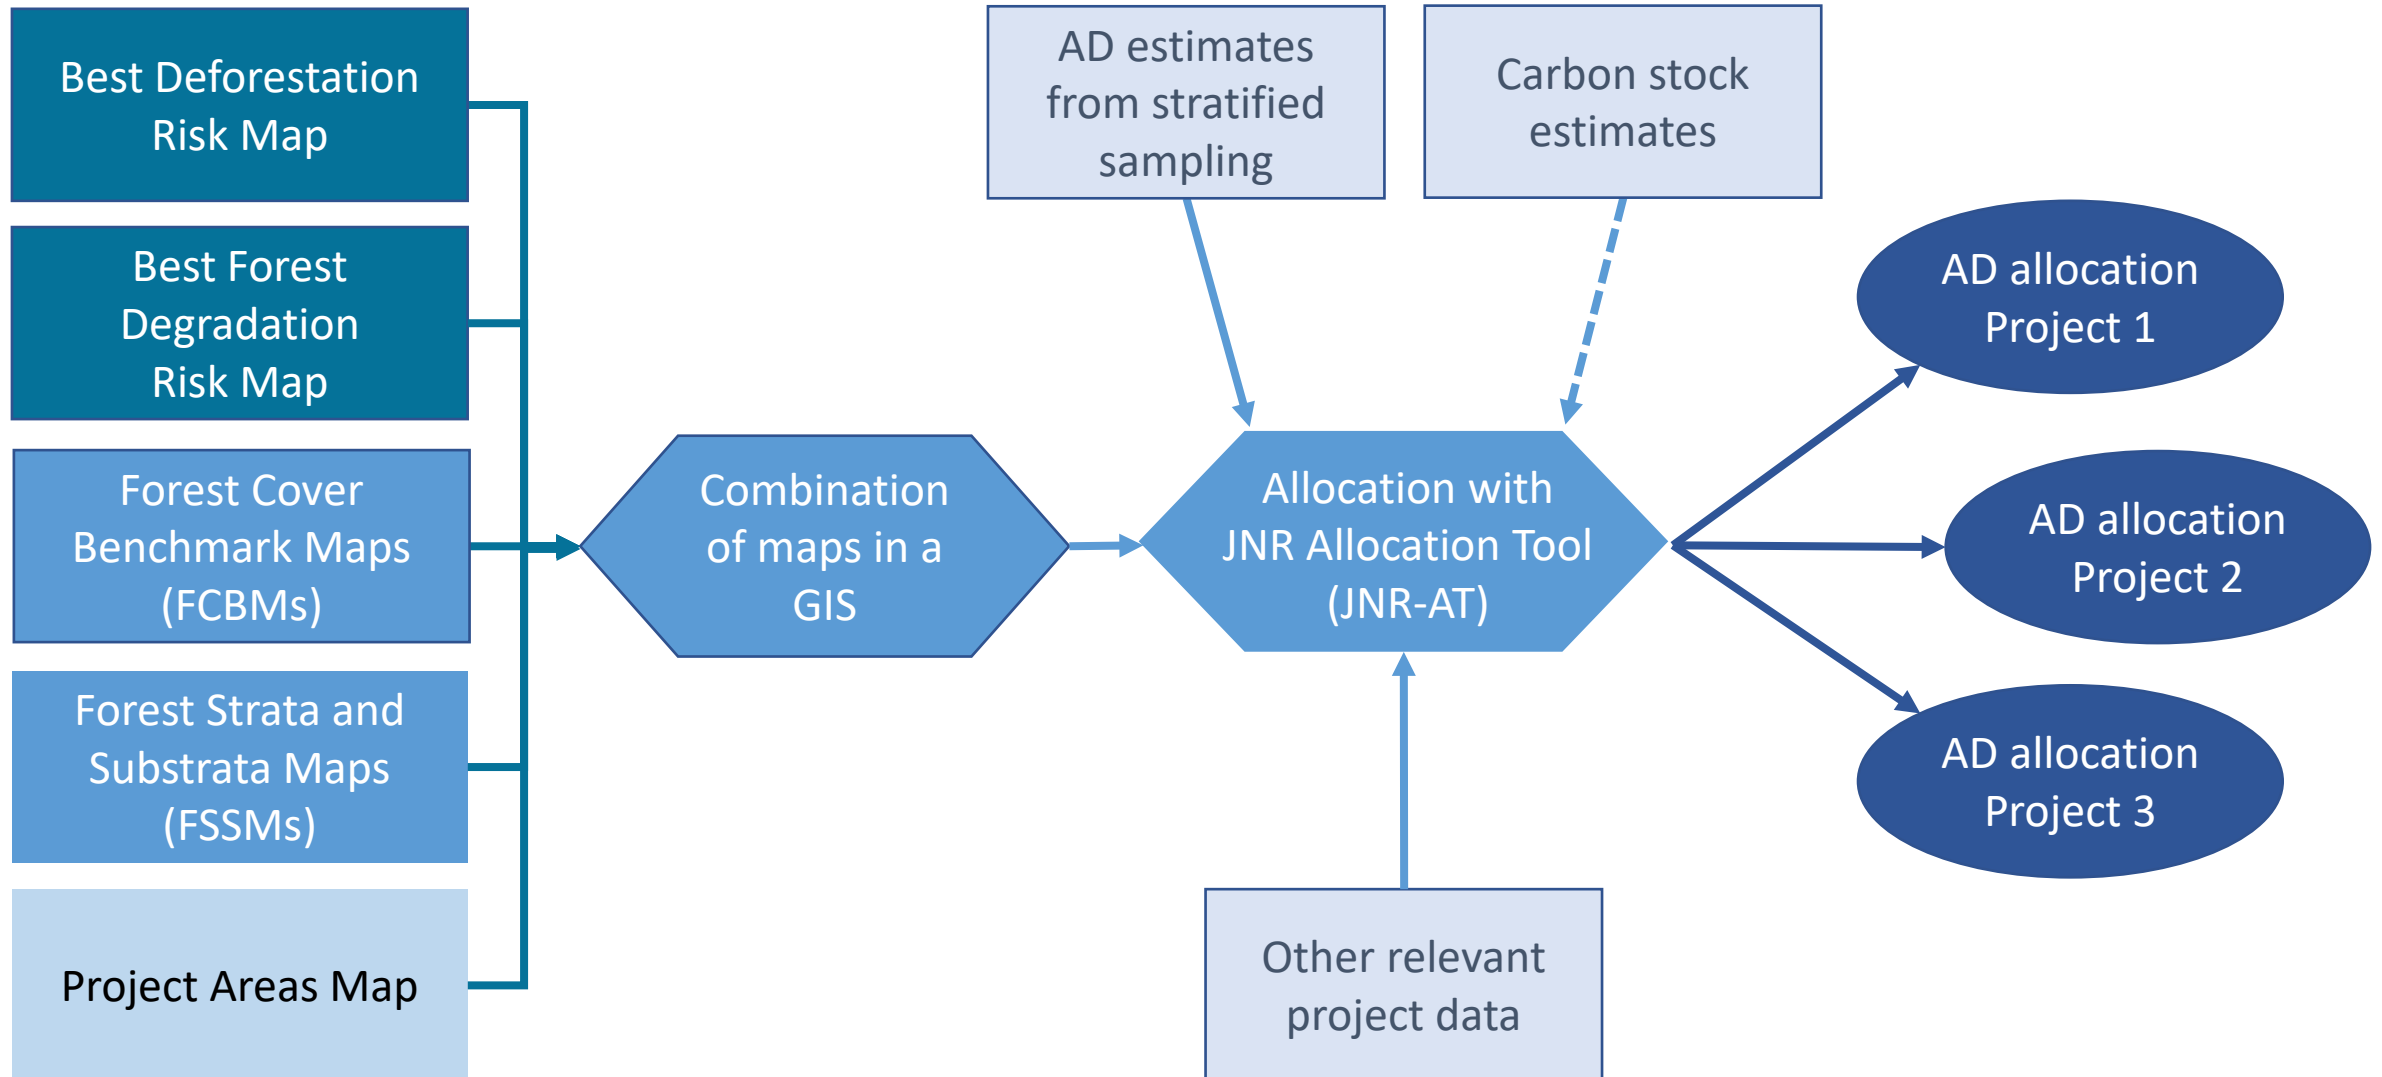 Best Deforestation
Risk Map
Best Forest
Degradation
Risk Map
Forest Cover
Benchmark Maps
(FCBMs)
Forest Strata and
Substrata Maps
(FSSMs)
Project Areas Map
Combination
of maps in a
GIS
AD estimates
from stratified
sampling
Carbon stock
estimates
Allocation with
JNR Allocation Tool
(JNR-AT)
Other relevant
project data
AD allocation
Project 1
AD allocation
Project 2
AD allocation
Project 3